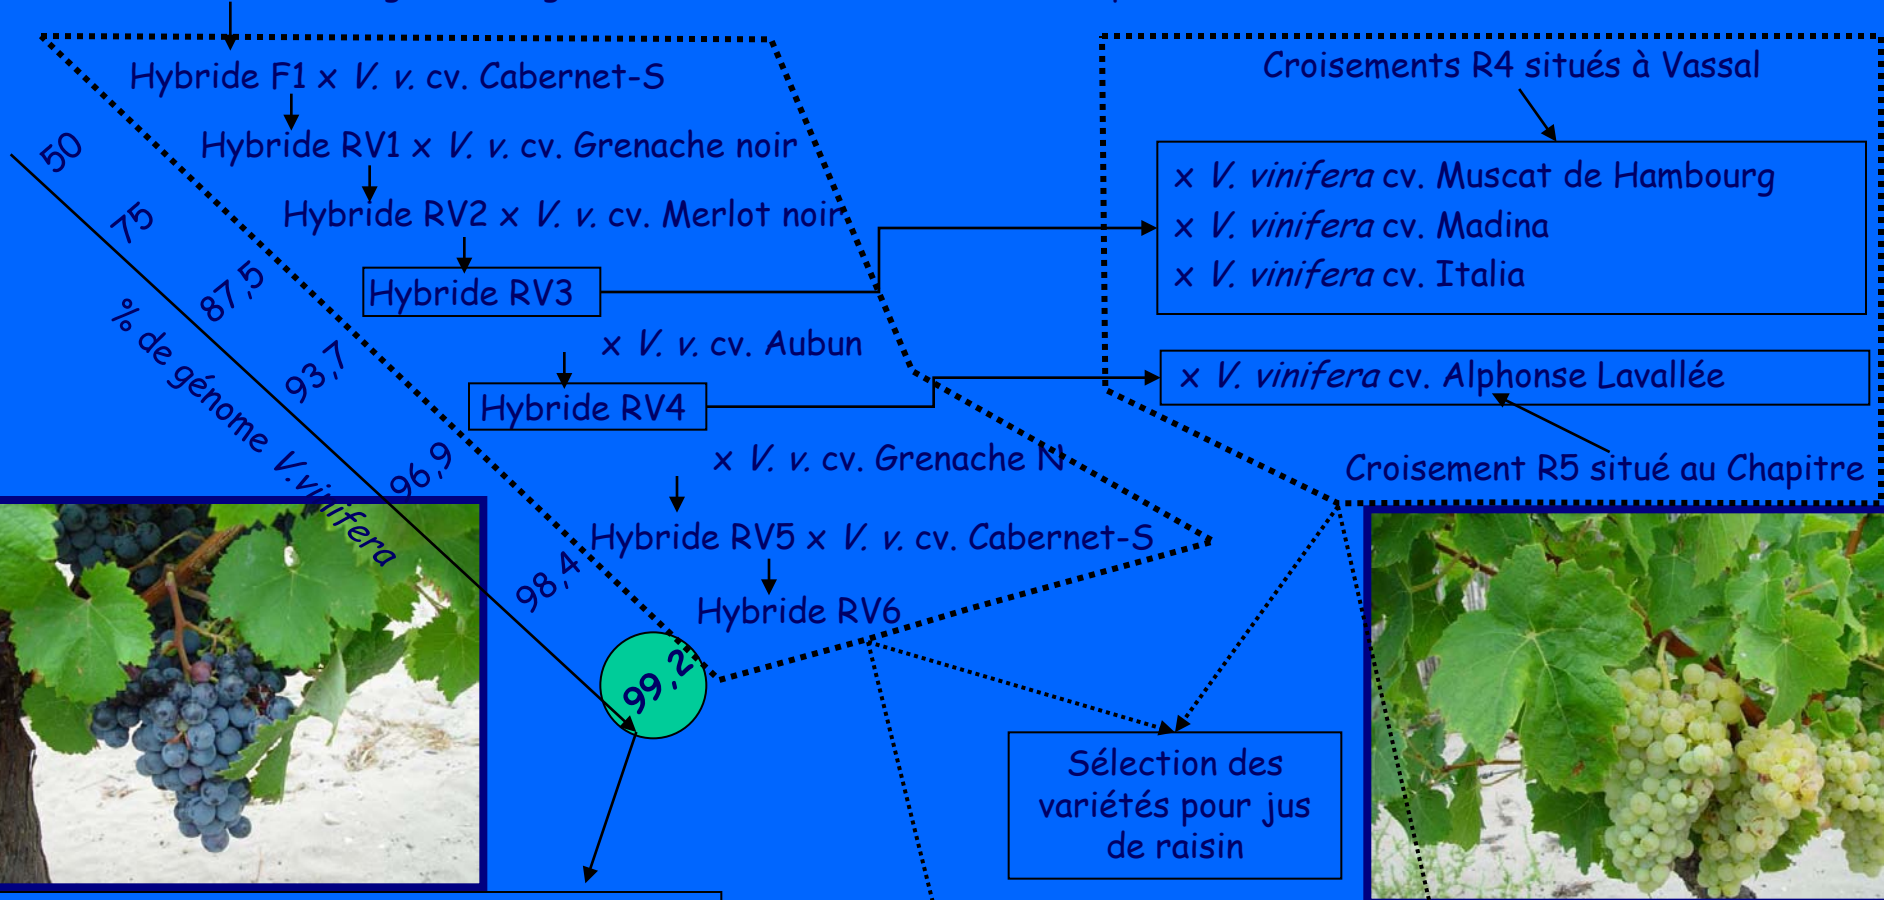 Hybride F1 x V. v. cv. Cabernet-S
Hybride RV1 x V. v. cv. Grenache noir
Hybride RV2 x V. v. cv. Merlot noir
Hybride RV3
x V. v. cv. Aubun
Hybride RV4
x V. v. cv. Grenache N
Hybride RV5 x V. v. cv. Cabernet-S
Hybride RV6
50
75
87,5
93,7
96,9
98,4
99,2
% de génome V.vinifera
Croisements R4 situés à Vassal
x V. vinifera cv. Muscat de Hambourg
x V. vinifera cv. Madina
x V. vinifera cv. Italia
x V. vinifera cv. Alphonse Lavallée
Croisement R5 situé au Chapitre
Sélection des
variétés pour jus
de raisin